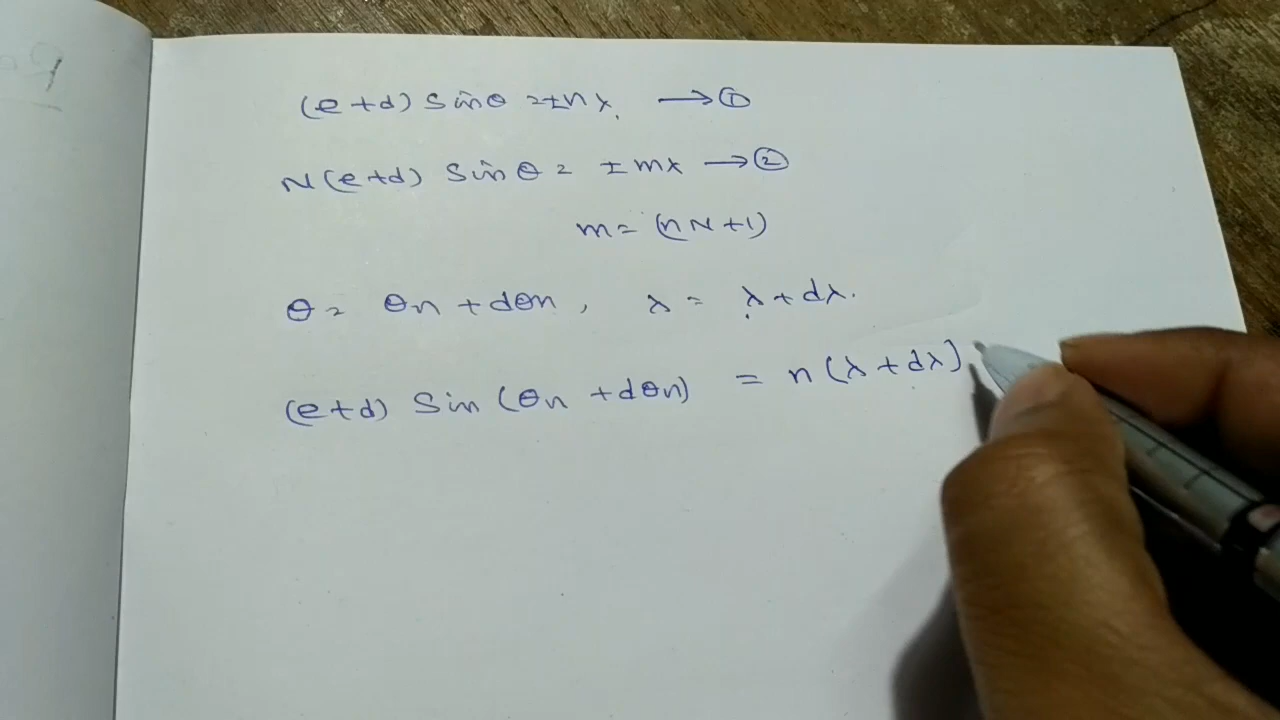 (e+d) Sinθ = ±nλ. → ①
N(e+d) Sinθ = ±mλ → ②
m = (nN+1)
θ = θn + dθn, λ = λ + dλ.
(e+d) Sin (θn + dθn) = n(λ + dλ)